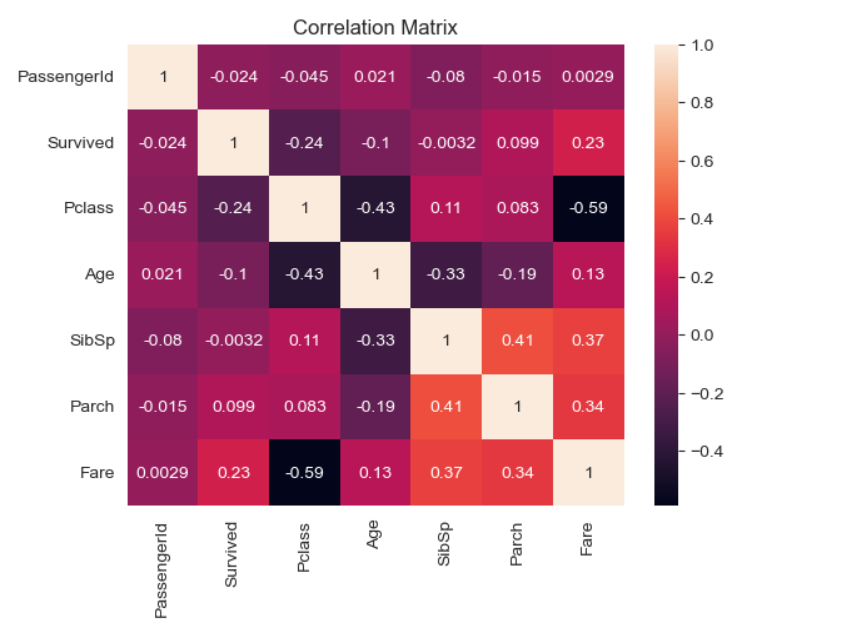 Correlation Matrix
PassengerId 1 -0.024 -0.045 0.021 -0.08 -0.015 0.0029
Survived -0.024 1 -0.24 -0.1 -0.0032 0.099 0.23
Pclass -0.045 -0.24 1 -0.43 0.11 0.083 -0.59
Age 0.021 -0.1 -0.43 1 -0.33 -0.19 0.13
SibSp -0.08 -0.0032 0.11 -0.33 1 0.41 0.37
Parch -0.015 0.099 0.083 -0.19 0.41 1 0.34
Fare 0.0029 0.23 -0.59 0.13 0.37 0.34 1
PassengerId Survived Pclass Age SibSp Parch Fare
1.0
0.8
0.6
0.4
0.2
0.0
−0.2
−0.4